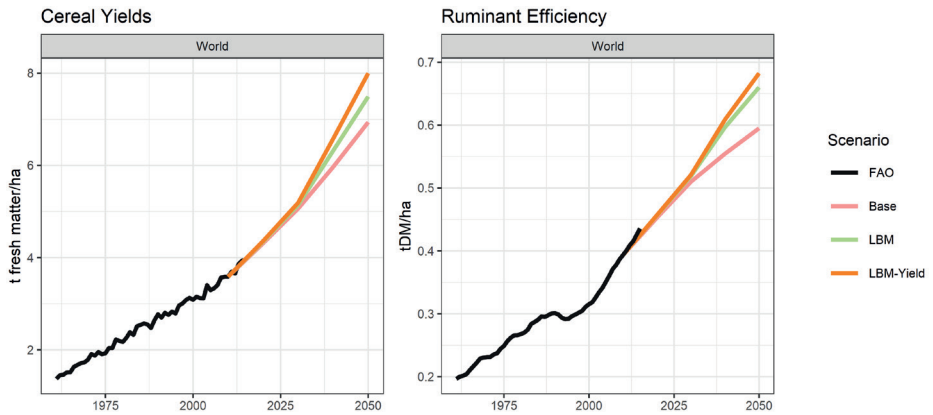 Cereal Yields
World
t fresh matter/ha
8
6
4
2
1975
2000
2025
2050
Ruminant Efficiency
World
tDM/ha
0.7
0.6
0.5
0.4
0.3
0.2
1975
2000
2025
2050
Scenario
FAO
Base
LBM
LBM-Yield